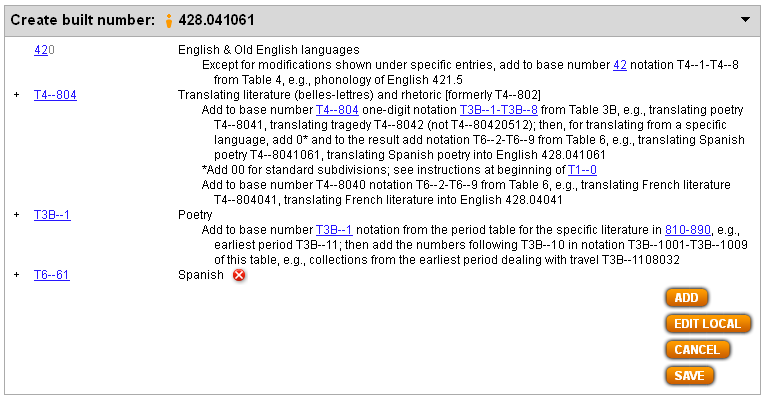 Create built number: 428.041061
420 English & Old English languages
Except for modifications shown under specific entries, add to base number 42 notation T4--1-T4--8
from Table 4, e.g., phonology of English 421.5
+ T4--804 Translating literature (belles-lettres) and rhetoric [formerly T4--802]
Add to base number T4--804 one-digit notation T3B--1-T3B--8 from Table 3B, e.g., translating poetry
T4--8041, translating tragedy T4--8042 (not T4--80420512); then, for translating from a specific
language, add 0* and to the result add notation T6--2-T6--9 from Table 6, e.g., translating Spanish
poetry T4--8041061, translating Spanish poetry into English 428.041061
*Add 00 for standard subdivisions; see instructions at beginning of T1--0
Add to base number T4--8040 notation T6--2-T6--9 from Table 6, e.g., translating French literature
T4--804041, translating French literature into English 428.04041
+ T3B--1 Poetry
Add to base number T3B--1 notation from the period table for the specific literature in 810-890, e.g.,
earliest period T3B--11; then add the numbers following T3B--10 in notation T3B--1001-T3B--1009
of this table, e.g., collections from the earliest period dealing with travel T3B--1108032
+ T6--61 Spanish
ADD
EDIT LOCAL
CANCEL
SAVE